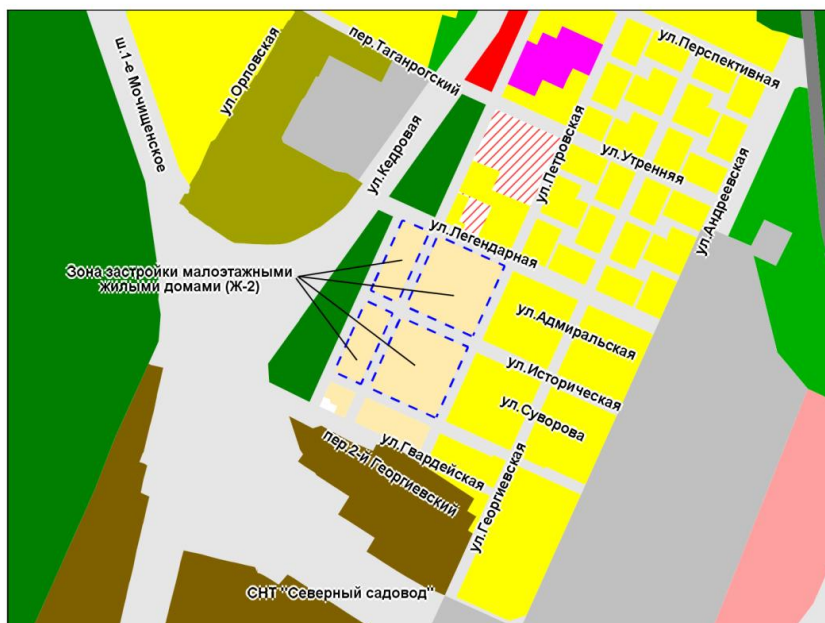 ул.Перспективная
пер.Таганрогский
ул.Орловская
ш.1-е Мочищенское
ул.Кедровая
ул.Петровская
ул.Утренняя
ул.Андреевская
ул.Легендарная
Зона застройки малоэтажными
жилыми домами (Ж-2)
ул.Адмиральская
ул.Историческая
ул.Суворова
ул.Гвардейская
пер.2-й Георгиевский
ул.Георгиевская
СНТ "Северный садовод"